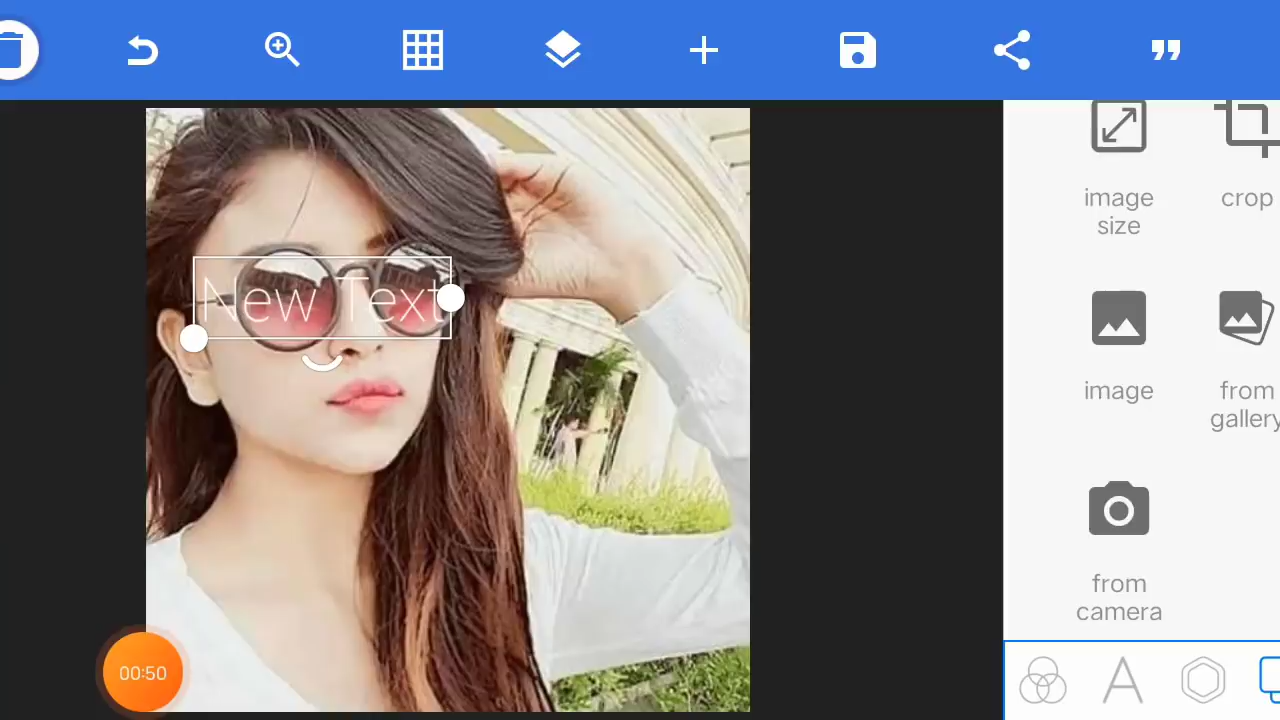 image
size
crop
New Text
image
from
gallery
from
camera
00:50